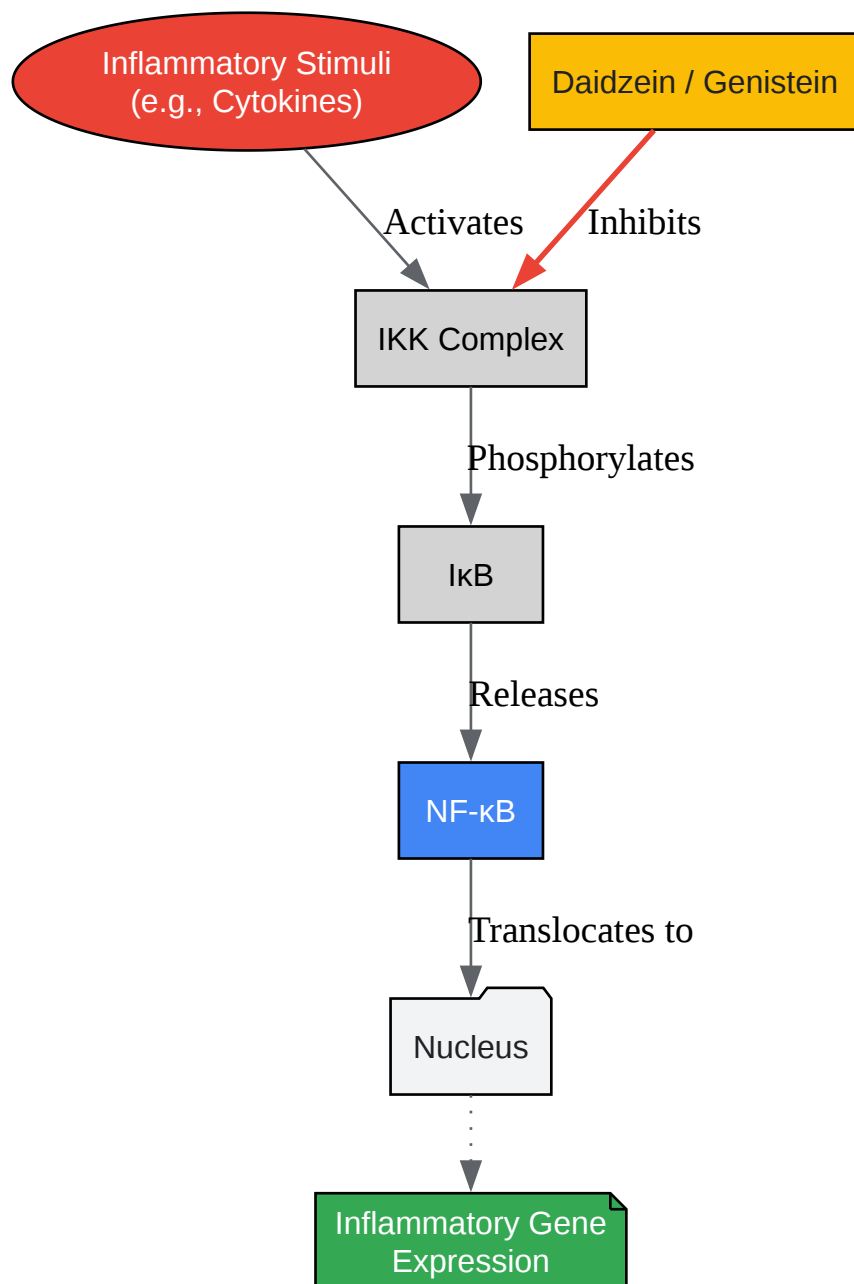 Inflammatory Stimuli
(e.g., Cytokines)
Daidzein / Genistein
Activates
Inhibits
IKK Complex
Phosphorylates
IκB
Releases
NF-κB
Translocates to
Nucleus
Inflammatory Gene
Expression